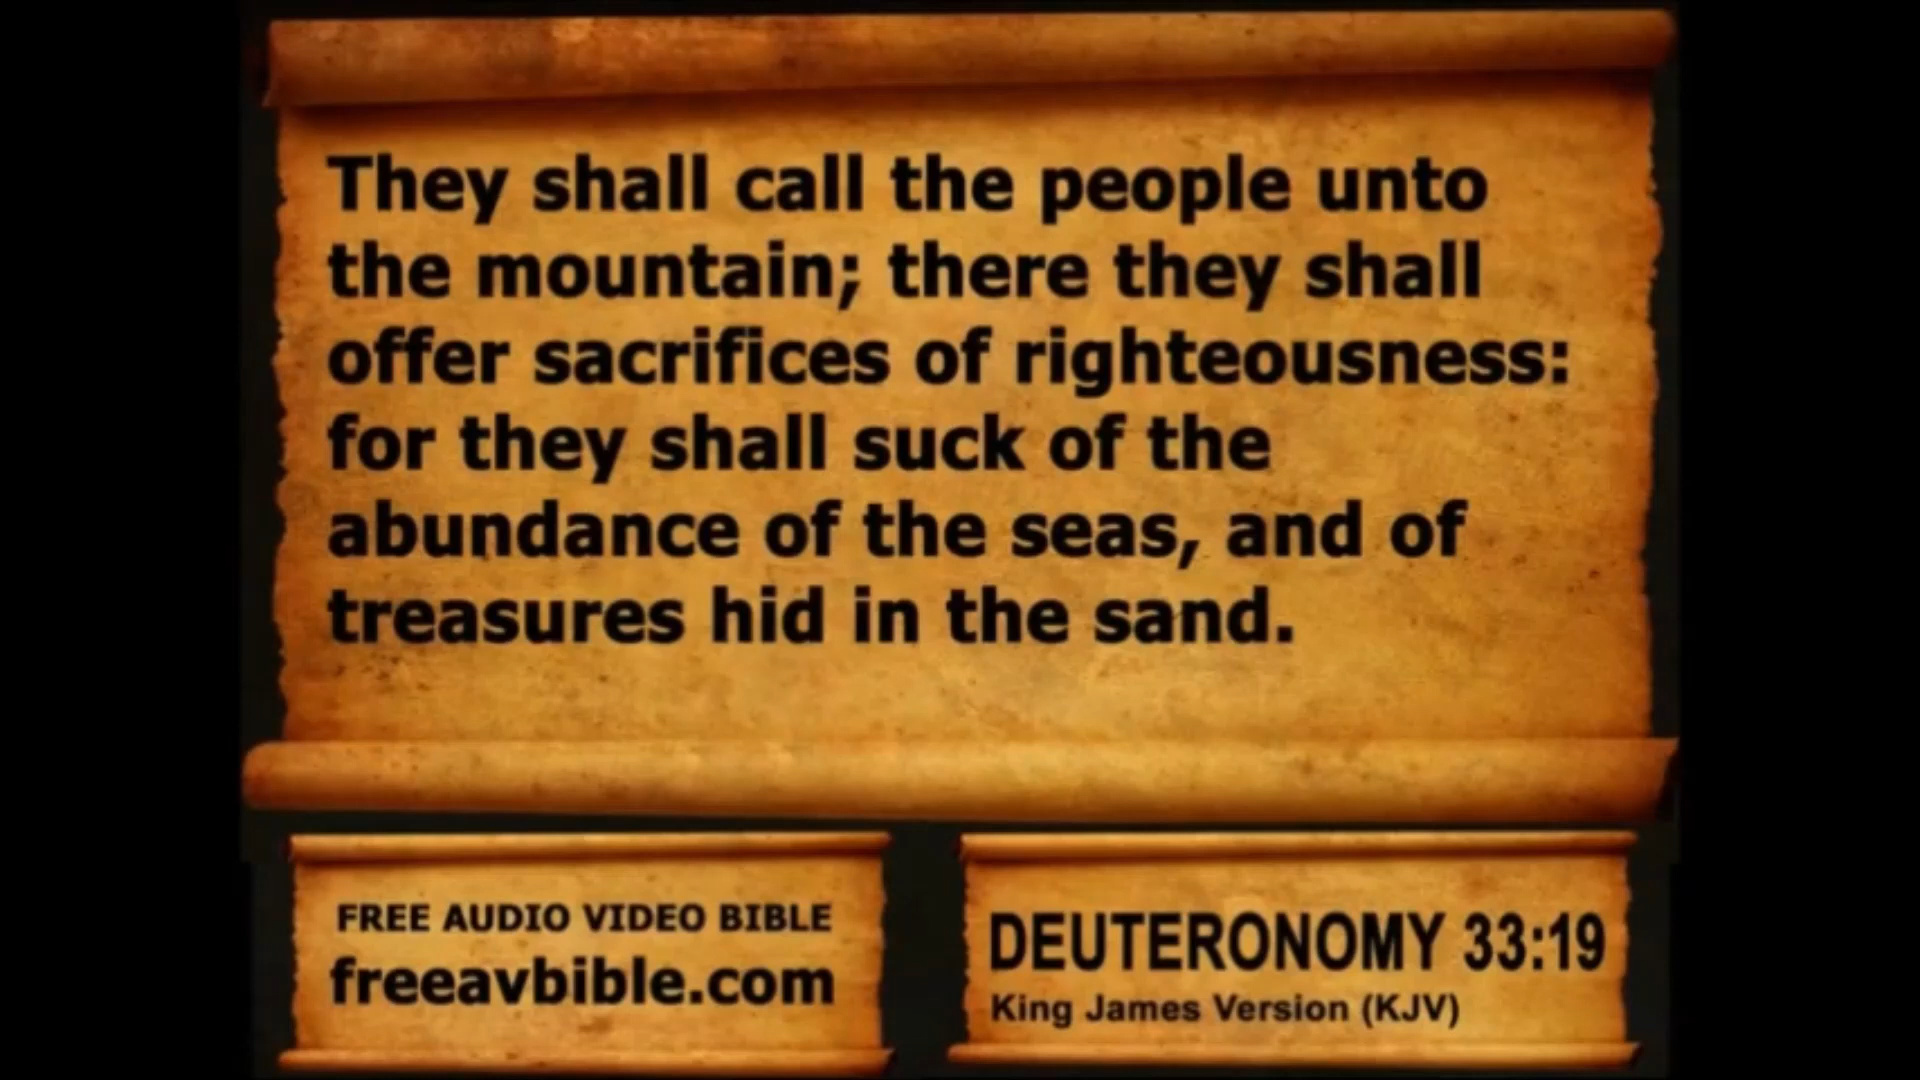 They shall call the people unto
the mountain; there they shall
offer sacrifices of righteousness:
for they shall suck of the
abundance of the seas, and of
treasures hid in the sand.
FREE AUDIO VIDEO BIBLE
freeavbible.com
DEUTERONOMY 33:19
King James Version (KJV)